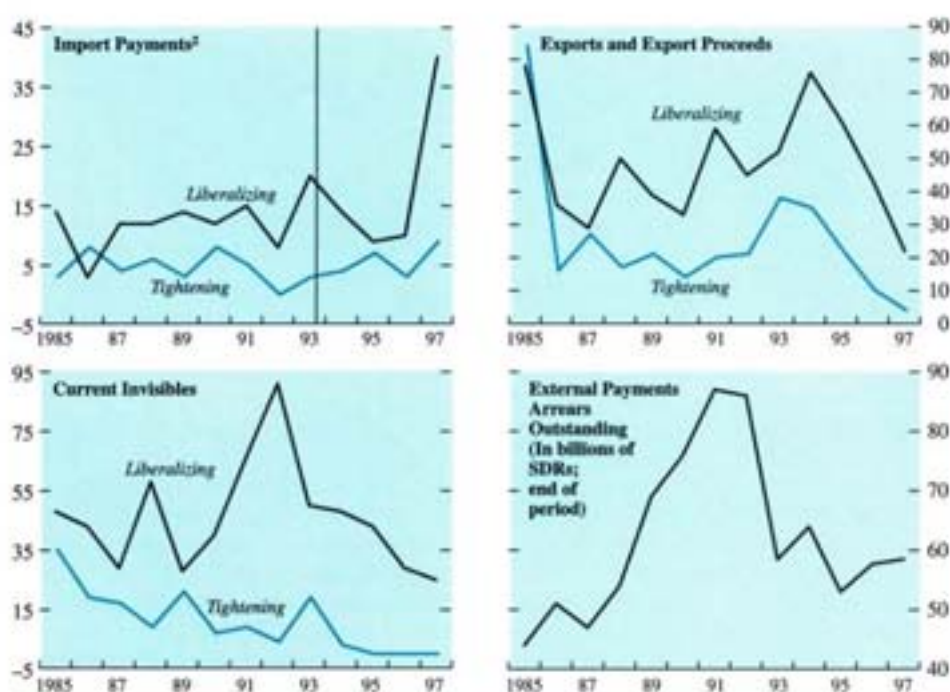 Import Payments²
45
35
25
15
5
-5
Liberalizing
Tightening
1985 87 89 91 93 95 97
Exports and Export Proceeds
90
80
70
60
50
40
30
20
10
0
Liberalizing
Tightening
1985 87 89 91 93 95 97
Current Invisibles
95
75
55
35
15
-5
Liberalizing
Tightening
1985 87 89 91 93 95 97
External Payments
Arrears
Outstanding
(In billions of
SDRs;
end of
period)
90
80
70
60
50
40
1985 87 89 91 93 95 97